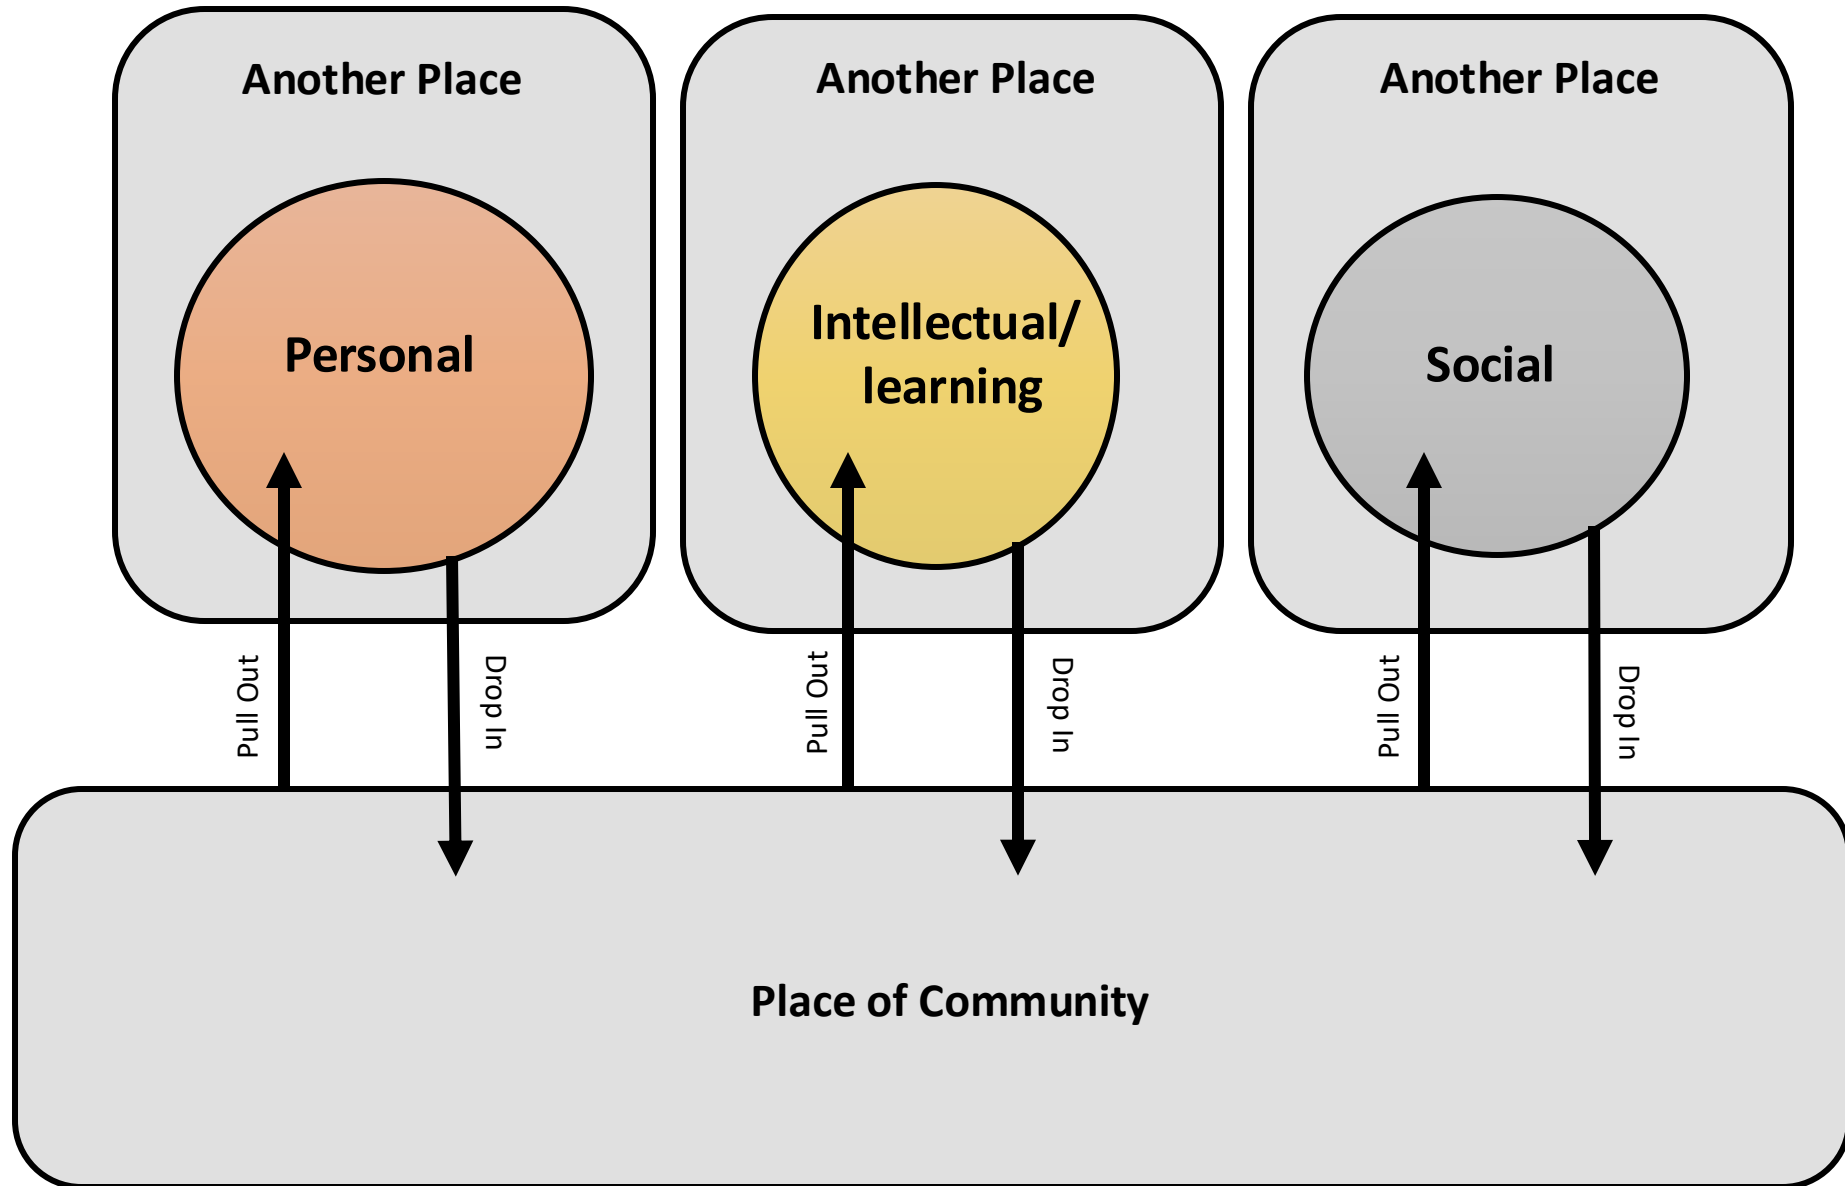 Another Place
Another Place
Another Place
Personal
Intellectual/
learning
Social
Pull Out
Drop In
Pull Out
Drop In
Pull Out
Drop In
Place of Community